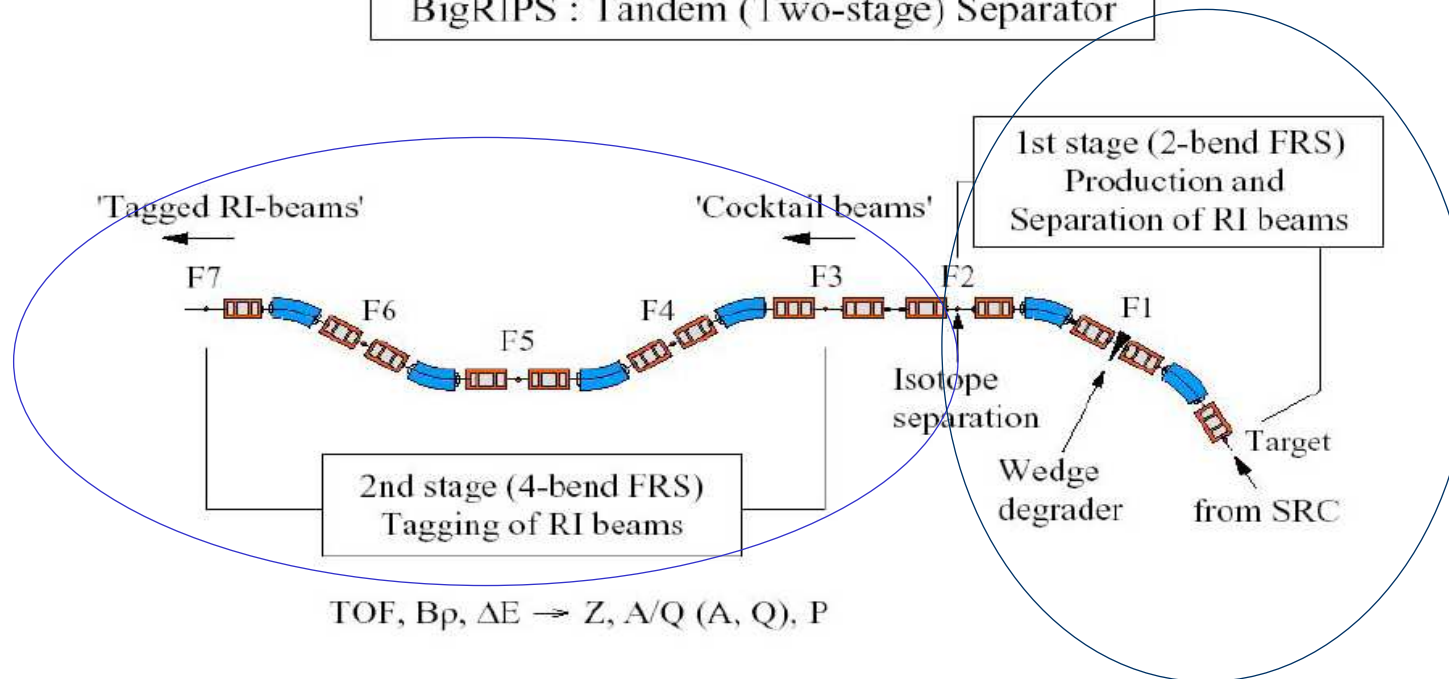 BigRIPS : Tandem (Two-stage) Separator
1st stage (2-bend FRS)
Production and
Separation of RI beams
'Tagged RI-beams'
'Cocktail beams'
F7
F6
F5
F4
F3
F2
F1
Isotope
separation
Wedge
degrader
Target
from SRC
2nd stage (4-bend FRS)
Tagging of RI beams
TOF, Bρ, ΔE → Z, A/Q (A, Q), P